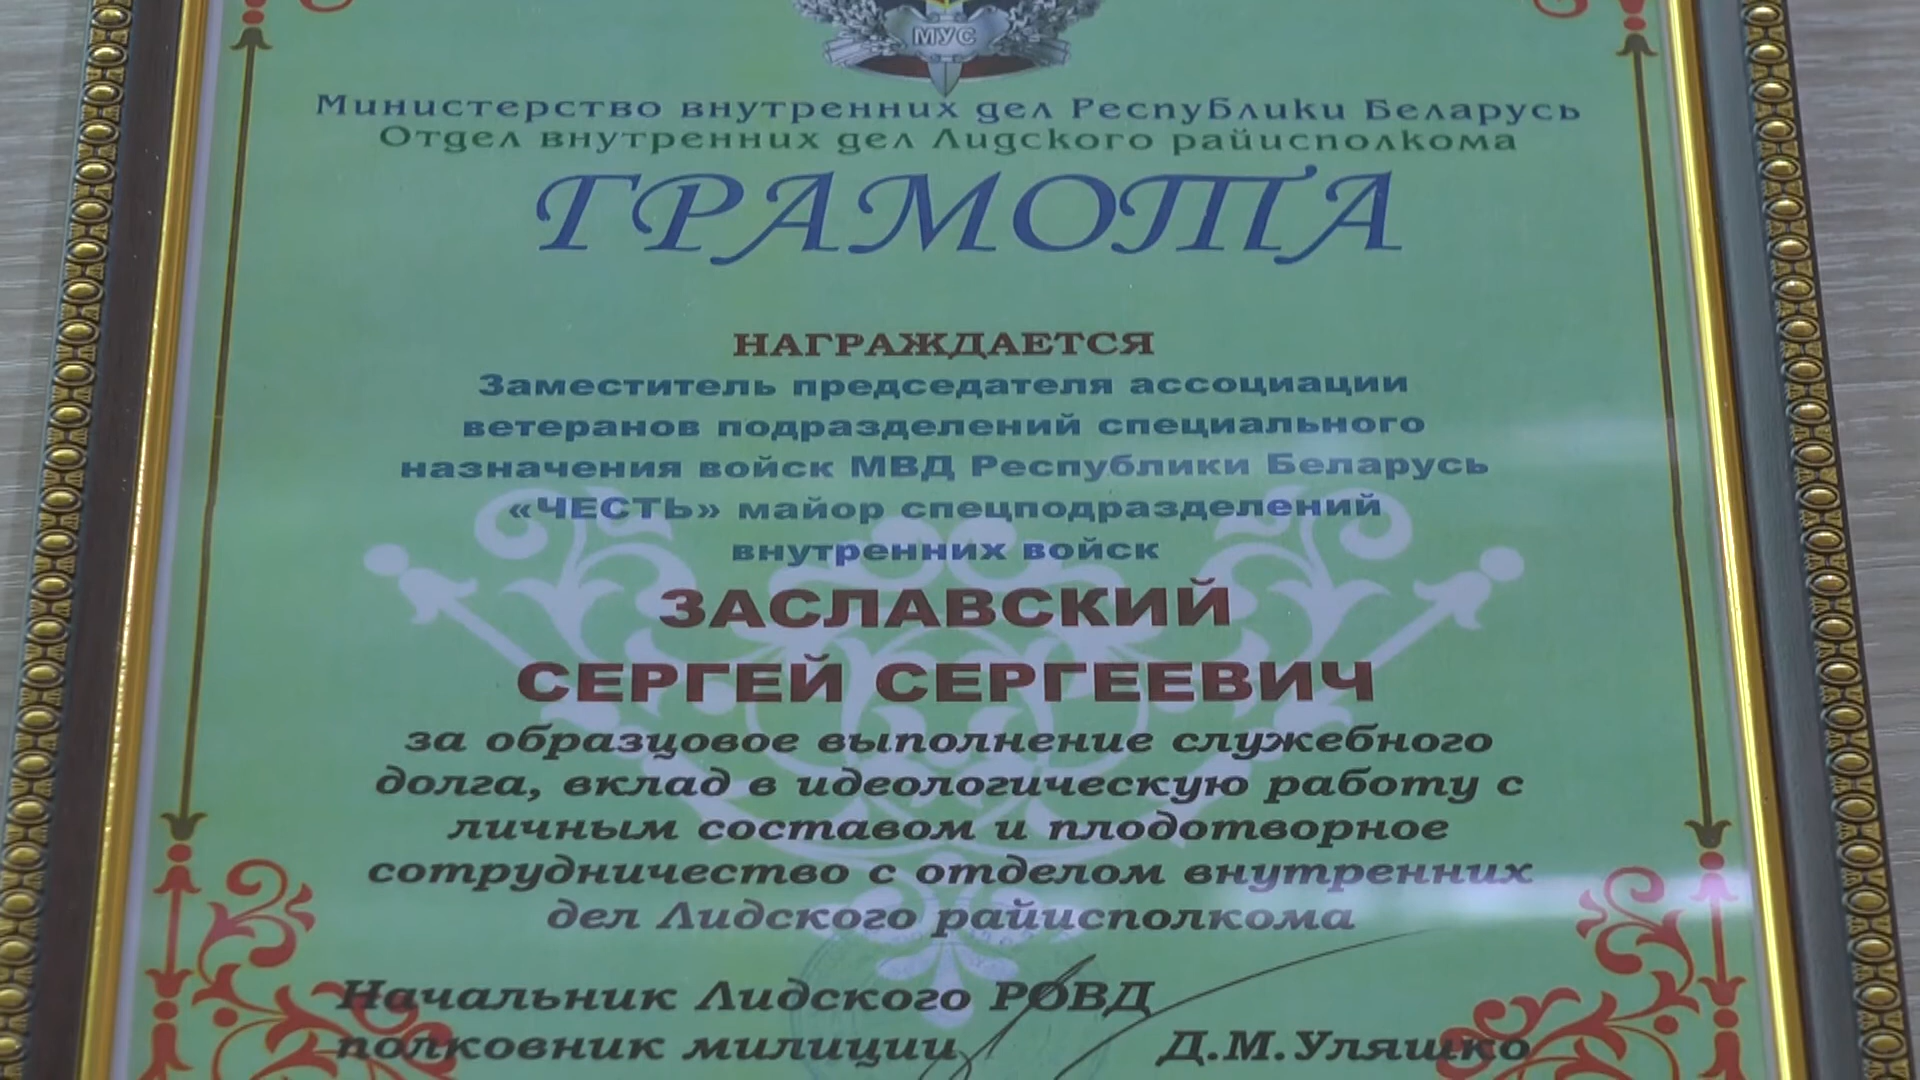 МУС
Министерство внутренних дел Республики Беларусь
Отдел внутренних дел Лидского райисполкома
ГРАМОТА
НАГРАЖДАЕТСЯ
Заместитель председателя ассоциации
ветеранов подразделений специального
назначения войск МВД Республики Беларусь
«ЧЕСТЬ» майор спецподразделений
внутренних войск
ЗАСЛАВСКИЙ
СЕРГЕЙ СЕРГЕЕВИЧ
за образцовое выполнение служебного
долга, вклад в идеологическую работу с
личным составом и плодотворное
сотрудничество с отделом внутренних
дел Лидского райисполкома
Начальник Лидского РОВД
полковник милиции Д.М.Уляшко